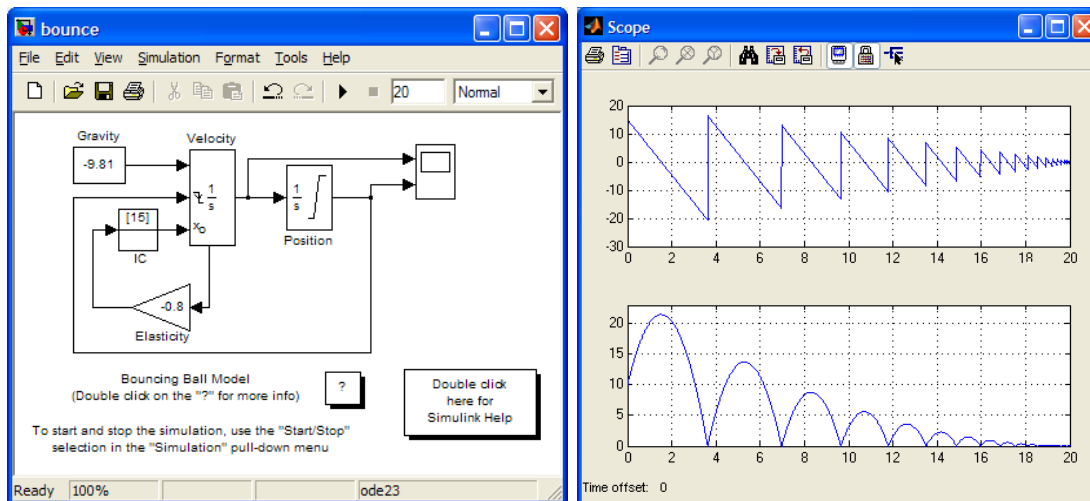 bounce
File Edit View Simulation Format Tools Help
20 Normal
Gravity
-9.81
Velocity
1
s
xo
[15]
IC
-0.8
Elasticity
1
s
Position
Bouncing Ball Model
(Double click on the "?" for more info)
?
Double click
here for
Simulink Help
To start and stop the simulation, use the "Start/Stop"
selection in the "Simulation" pull-down menu
Ready 100% ode23
Scope
20
10
0
-10
-20
-30
0 2 4 6 8 10 12 14 16 18 20
20
15
10
5
0
0 2 4 6 8 10 12 14 16 18 20
Time offset: 0